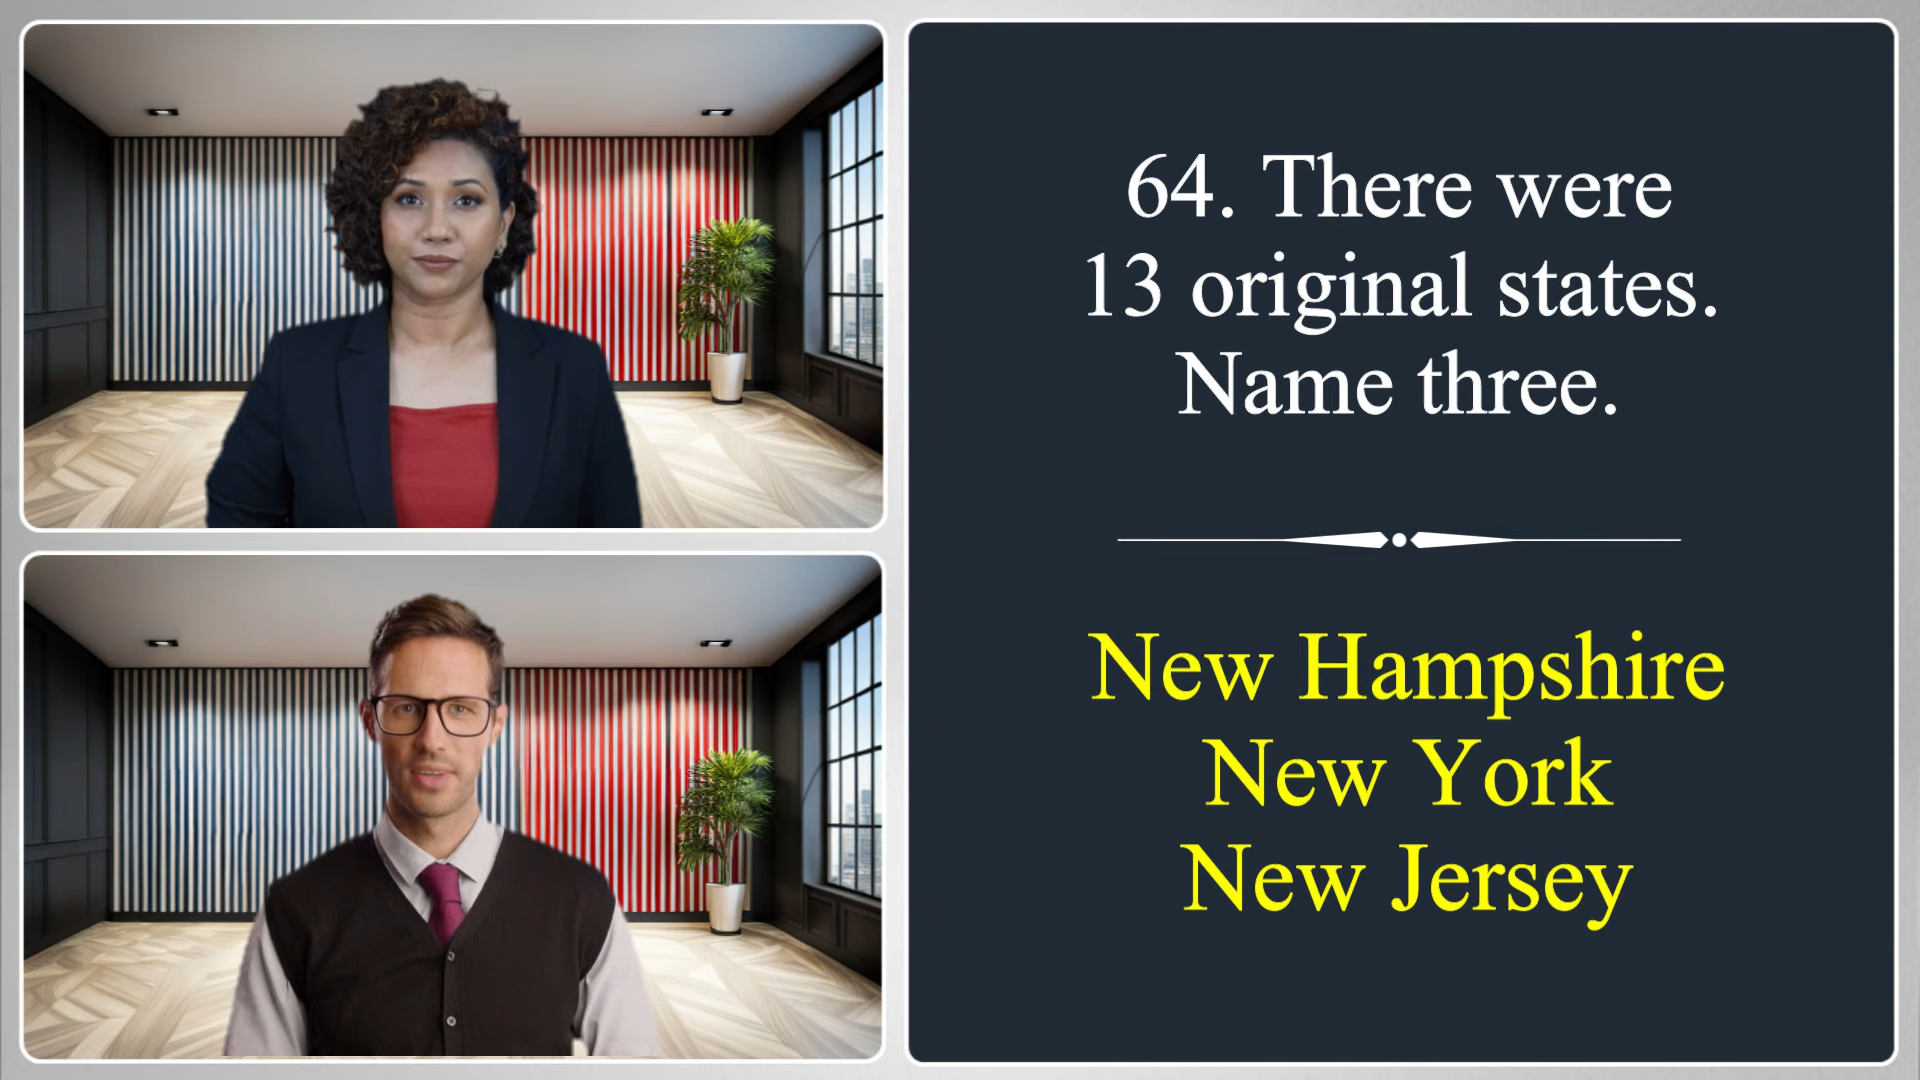 64. There were
13 original states.
Name three.
New Hampshire
New York
New Jersey